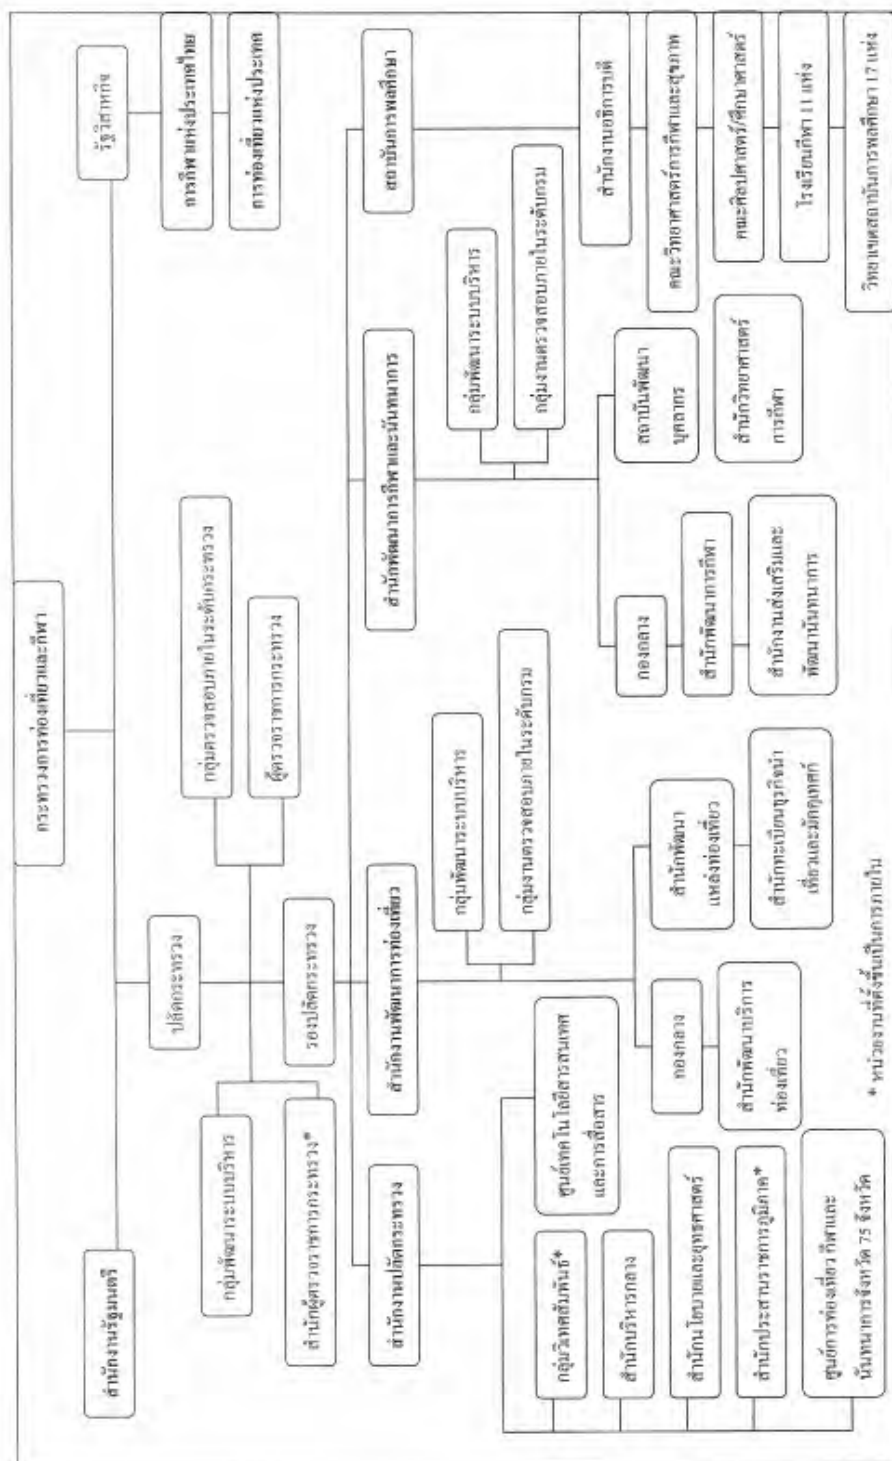 กระทรวงการท่องเที่ยวและกีฬา
สำนักงานรัฐมนตรี
ปลัดกระทรวง
รัฐวิสาหกิจ
การกีฬาแห่งประเทศไทย
การท่องเที่ยวแห่งประเทศ
กลุ่มพัฒนาระบบบริหาร
สำนักผู้ตรวจราชการกระทรวง*
กลุ่มตรวจสอบภายในระดับกระทรวง
ผู้ตรวจราชการกระทรวง
รองปลัดกระทรวง
สำนักงานปลัดกระทรวง
สำนักงานพัฒนาการท่องเที่ยว
สำนักพัฒนาการกีฬาและนันทนาการ
สถาบันการพลศึกษา
กลุ่มวิเทศสัมพันธ์*
สำนักบริหารกลาง
สำนักนโยบายและยุทธศาสตร์
สำนักประสานราชการภูมิภาค*
ศูนย์การท่องเที่ยว กีฬาและ
นันทนาการจังหวัด 75 จังหวัด
ศูนย์เทคโนโลยีสารสนเทศ
และการสื่อสาร
กลุ่มพัฒนาระบบบริหาร
กลุ่มงานตรวจสอบภายในระดับกรม
กองกลาง
สำนักพัฒนาบริการ
ท่องเที่ยว
สำนักพัฒนา
แหล่งท่องเที่ยว
สำนักทะเบียนธุรกิจนำ
เที่ยวและมัคคุเทศก์
กลุ่มพัฒนาระบบบริหาร
กลุ่มงานตรวจสอบภายในระดับกรม
กองกลาง
สำนักพัฒนาการกีฬา
สำนักงานส่งเสริมและ
พัฒนานันทนาการ
สถาบันพัฒนา
บุคลากร
สำนักวิทยาศาสตร์
การกีฬา
สำนักงานอธิการบดี
คณะวิทยาศาสตร์การกีฬาและสุขภาพ
คณะศิลปศาสตร์/ศึกษาศาสตร์
โรงเรียนกีฬา 11 แห่ง
วิทยาเขตสถาบันการพลศึกษา 17 แห่ง
* หน่วยงานที่ตั้งขึ้นเป็นการภายใน